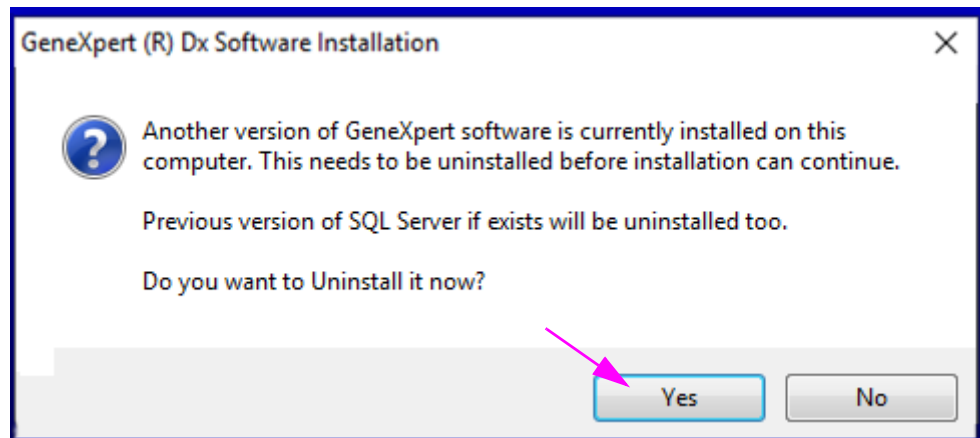 GeneXpert (R) Dx Software Installation
Another version of GeneXpert software is currently installed on this
computer. This needs to be uninstalled before installation can continue.
Previous version of SQL Server if exists will be uninstalled too.
Do you want to Uninstall it now?
Yes No